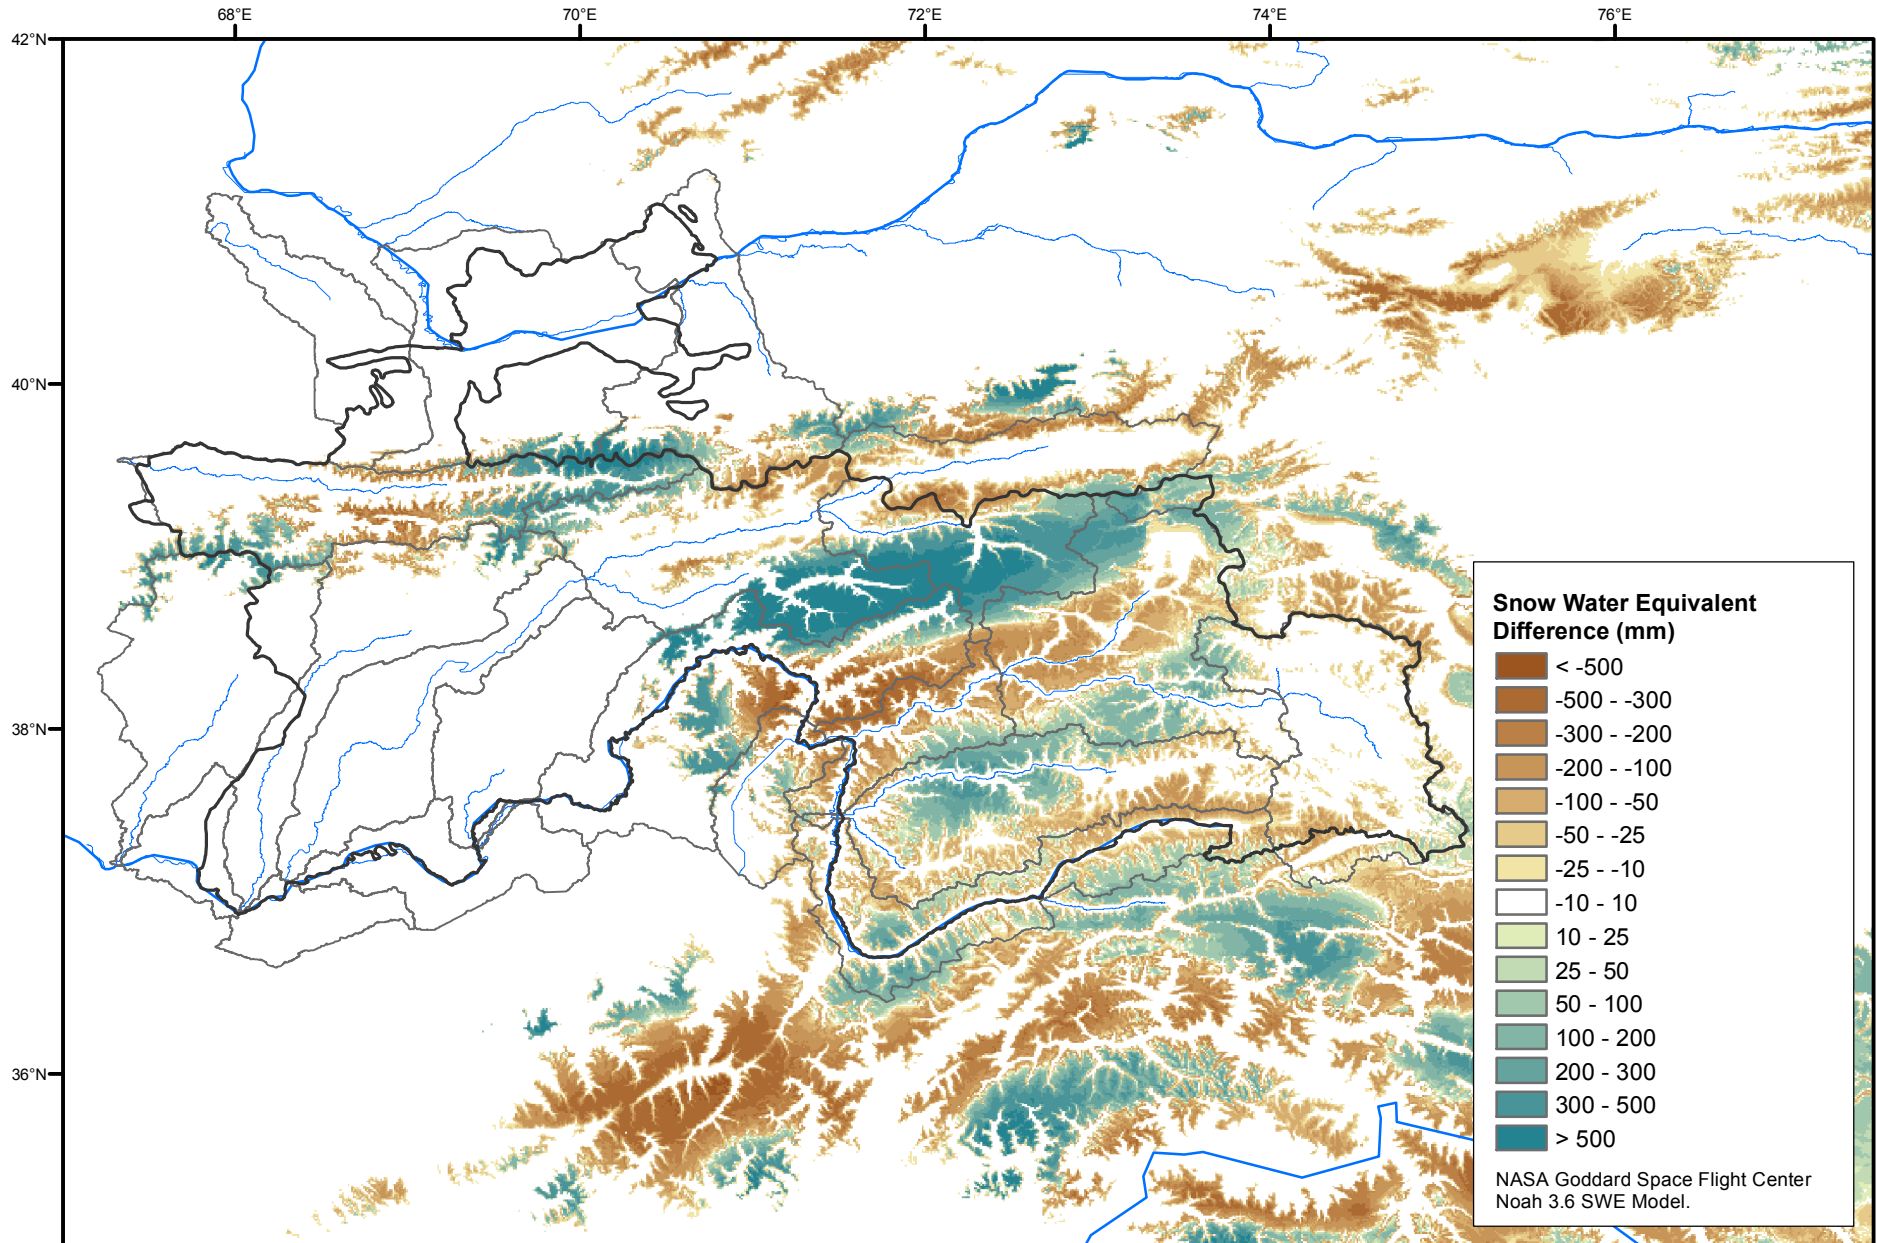 68°E
70°E
72°E
74°E
76°E
42°N
40°N
38°N
36°N
Snow Water Equivalent
Difference (mm)
< -500
-500 - -300
-300 - -200
-200 - -100
-100 - -50
-50 - -25
-25 - -10
-10 - 10
10 - 25
25 - 50
50 - 100
100 - 200
200 - 300
300 - 500
> 500
NASA Goddard Space Flight Center
Noah 3.6 SWE Model.